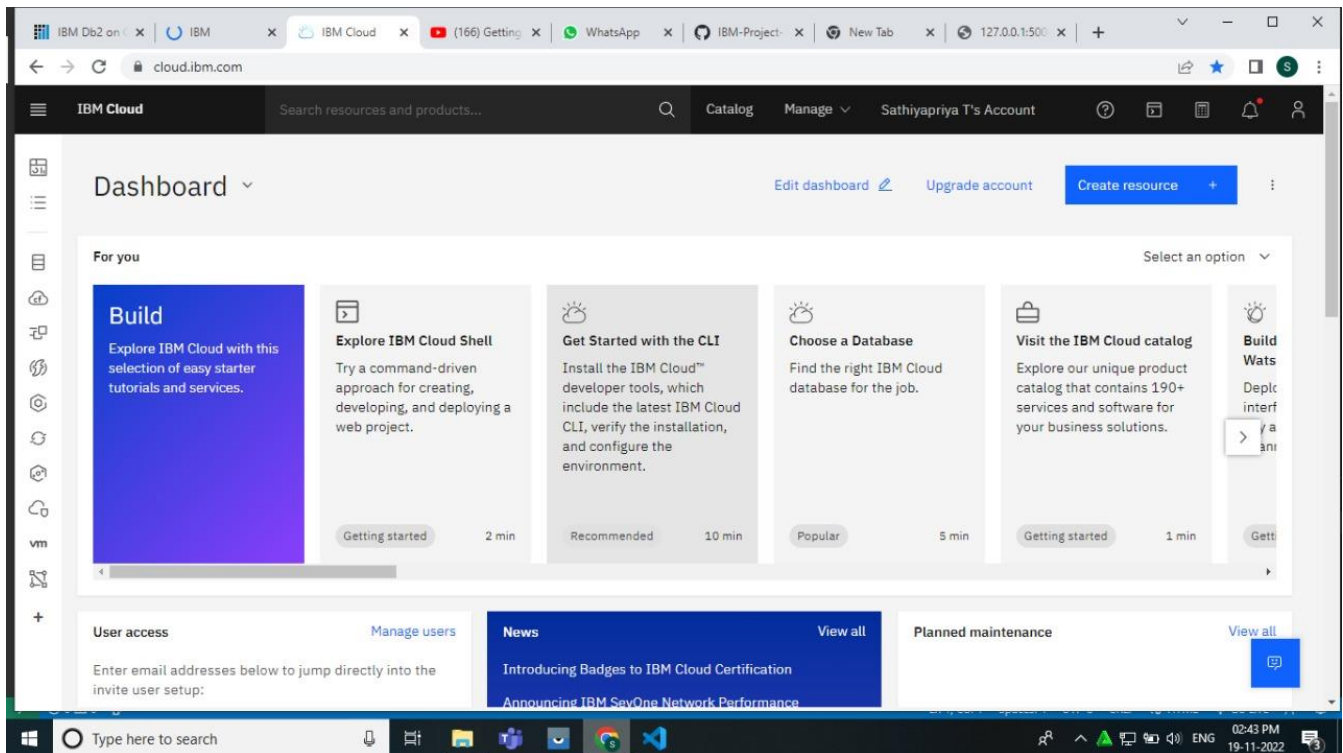 IBM Db2 on
IBM
IBM Cloud
(166) Getting
WhatsApp
IBM-Project-
New Tab
127.0.0.1:500
cloud.ibm.com
S
IBM Cloud
Search resources and products...
Catalog
Manage
Sathiyapriya T's Account
Dashboard
Edit dashboard
Upgrade account
Create resource +
For you
Select an option
Build
Explore IBM Cloud with this
selection of easy starter
tutorials and services.
Explore IBM Cloud Shell
Try a command-driven
approach for creating,
developing, and deploying a
web project.
Getting started 2 min
Get Started with the CLI
Install the IBM Cloud™
developer tools, which
include the latest IBM Cloud
CLI, verify the installation,
and configure the
environment.
Recommended 10 min
Choose a Database
Find the right IBM Cloud
database for the job.
Popular 5 min
Visit the IBM Cloud catalog
Explore our unique product
catalog that contains 190+
services and software for
your business solutions.
Getting started 1 min
Build
Wats
Deplo
interf
Getti
vm
User access
Manage users
Enter email addresses below to jump directly into the
invite user setup:
News
View all
Introducing Badges to IBM Cloud Certification
Announcing IBM SevOne Network Performance
Planned maintenance
View all
Type here to search
ENG
02:43 PM
19-11-2022